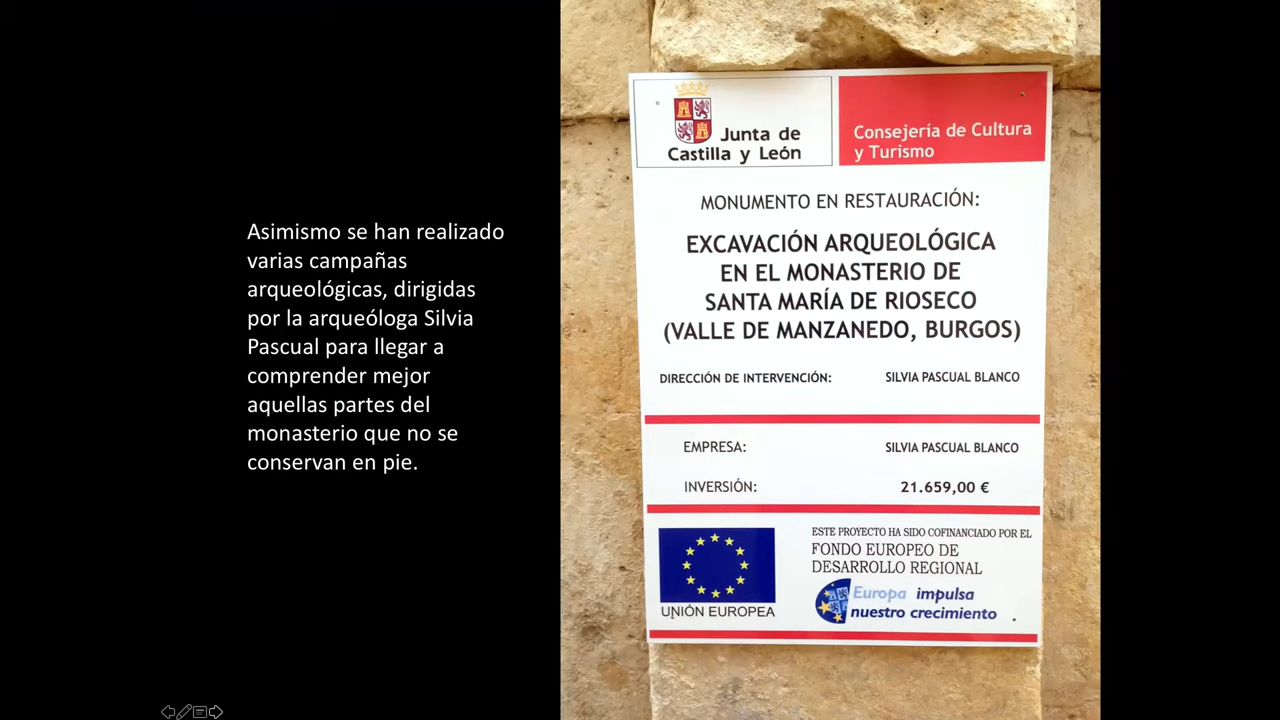 Asimismo se han realizado
varias campañas
arqueológicas, dirigidas
por la arqueóloga Silvia
Pascual para llegar a
comprender mejor
aquellas partes del
monasterio que no se
conservan en pie.
Junta de
Castilla y León
Consejería de Cultura
y Turismo
MONUMENTO EN RESTAURACIÓN:
EXCAVACIÓN ARQUEOLÓGICA
EN EL MONASTERIO DE
SANTA MARÍA DE RIOSECO
(VALLE DE MANZANEDO, BURGOS)
DIRECCIÓN DE INTERVENCIÓN: SILVIA PASCUAL BLANCO
EMPRESA: SILVIA PASCUAL BLANCO
INVERSIÓN: 21.659,00 €
UNIÓN EUROPEA
ESTE PROYECTO HA SIDO COFINANCIADO POR EL
FONDO EUROPEO DE
DESARROLLO REGIONAL
Europa impulsa
nuestro crecimiento